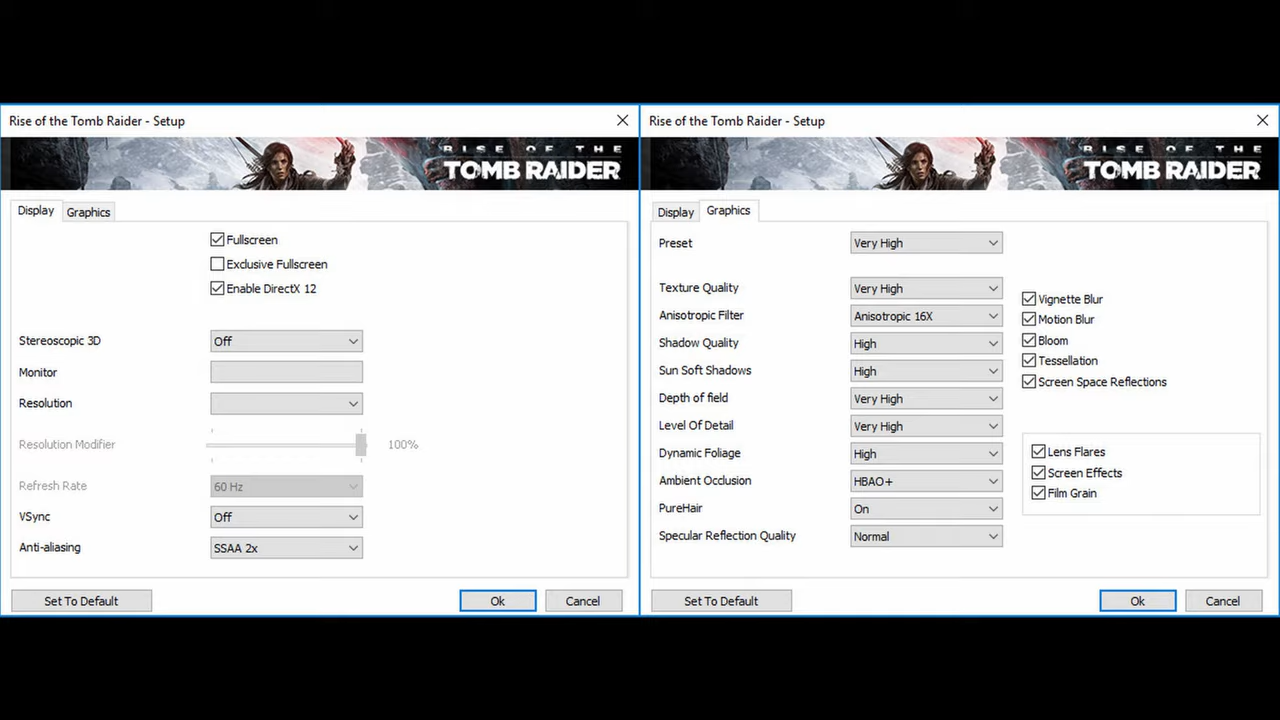 Rise of the Tomb Raider - Setup
RISE OF THE
TOMB RAIDER
Display Graphics
Fullscreen
Exclusive Fullscreen
Enable DirectX 12
Stereoscopic 3D Off
Monitor
Resolution
Resolution Modifier 100%
Refresh Rate 60 Hz
VSync Off
Anti-aliasing SSAA 2x
Set To Default Ok Cancel
Rise of the Tomb Raider - Setup
RISE OF THE
TOMB RAIDER
Display Graphics
Preset Very High
Texture Quality Very High
Anisotropic Filter Anisotropic 16X
Shadow Quality High
Sun Soft Shadows High
Depth of field Very High
Level Of Detail Very High
Dynamic Foliage High
Ambient Occlusion HBAO+
PureHair On
Specular Reflection Quality Normal
Vignette Blur
Motion Blur
Bloom
Tessellation
Screen Space Reflections
Lens Flares
Screen Effects
Film Grain
Set To Default Ok Cancel